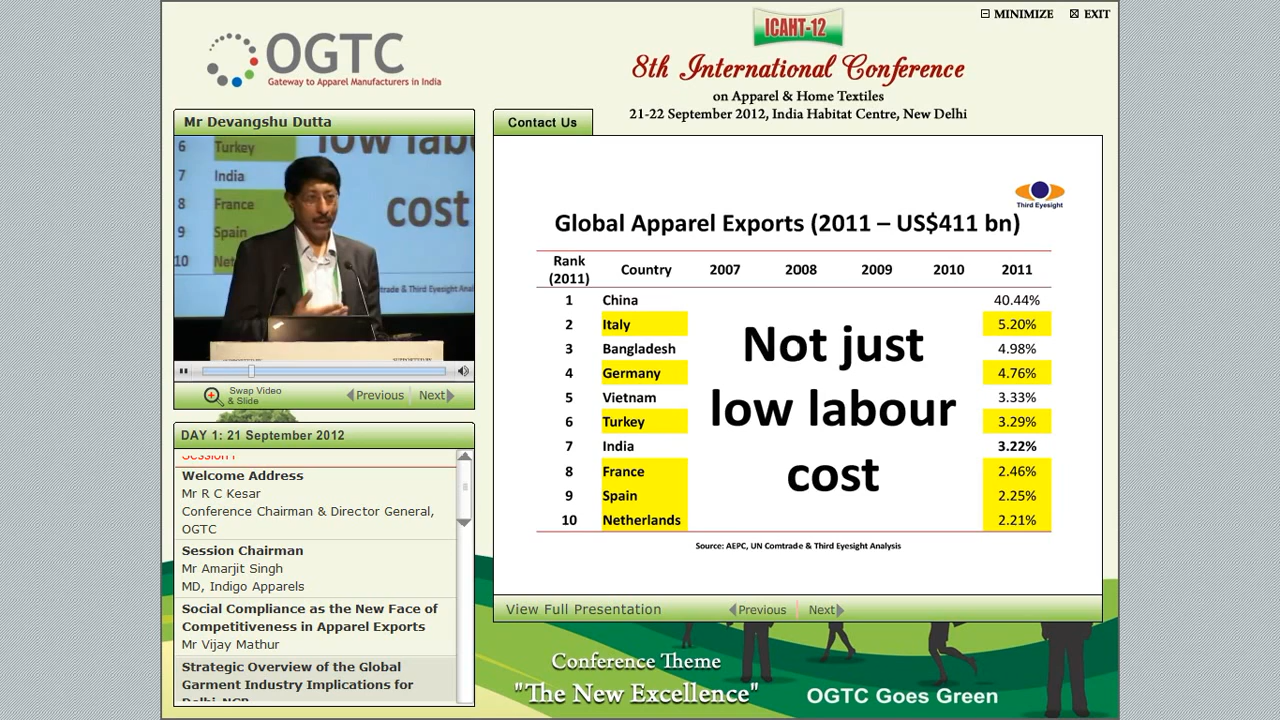 MINIMIZE EXIT
ICAHT-12
OGTC
Gateway to Apparel Manufacturers in India
8th International Conference
on Apparel & Home Textiles
21-22 September 2012, India Habitat Centre, New Delhi
Mr Devangshu Dutta
6 Turkey
7 India
8 France
9 Spain
10
cost
Swap Video
& Slide
Previous Next
DAY 1: 21 September 2012
Welcome Address
Mr R C Kesar
Conference Chairman & Director General,
OGTC
Session Chairman
Mr Amarjit Singh
MD, Indigo Apparels
Social Compliance as the New Face of
Competitiveness in Apparel Exports
Mr Vijay Mathur
Strategic Overview of the Global
Garment Industry Implications for
Contact Us
Third Eyesight
Global Apparel Exports (2011 – US$411 bn)
Rank (2011) Country 2007 2008 2009 2010 2011
1 China 40.44%
2 Italy 5.20%
3 Bangladesh 4.98%
4 Germany 4.76%
5 Vietnam 3.33%
6 Turkey 3.29%
7 India 3.22%
8 France 2.46%
9 Spain 2.25%
10 Netherlands 2.21%
Not just
low labour
cost
Source: AEPC, UN Comtrade & Third Eyesight Analysis
View Full Presentation Previous Next
Conference Theme
"The New Excellence"
OGTC Goes Green